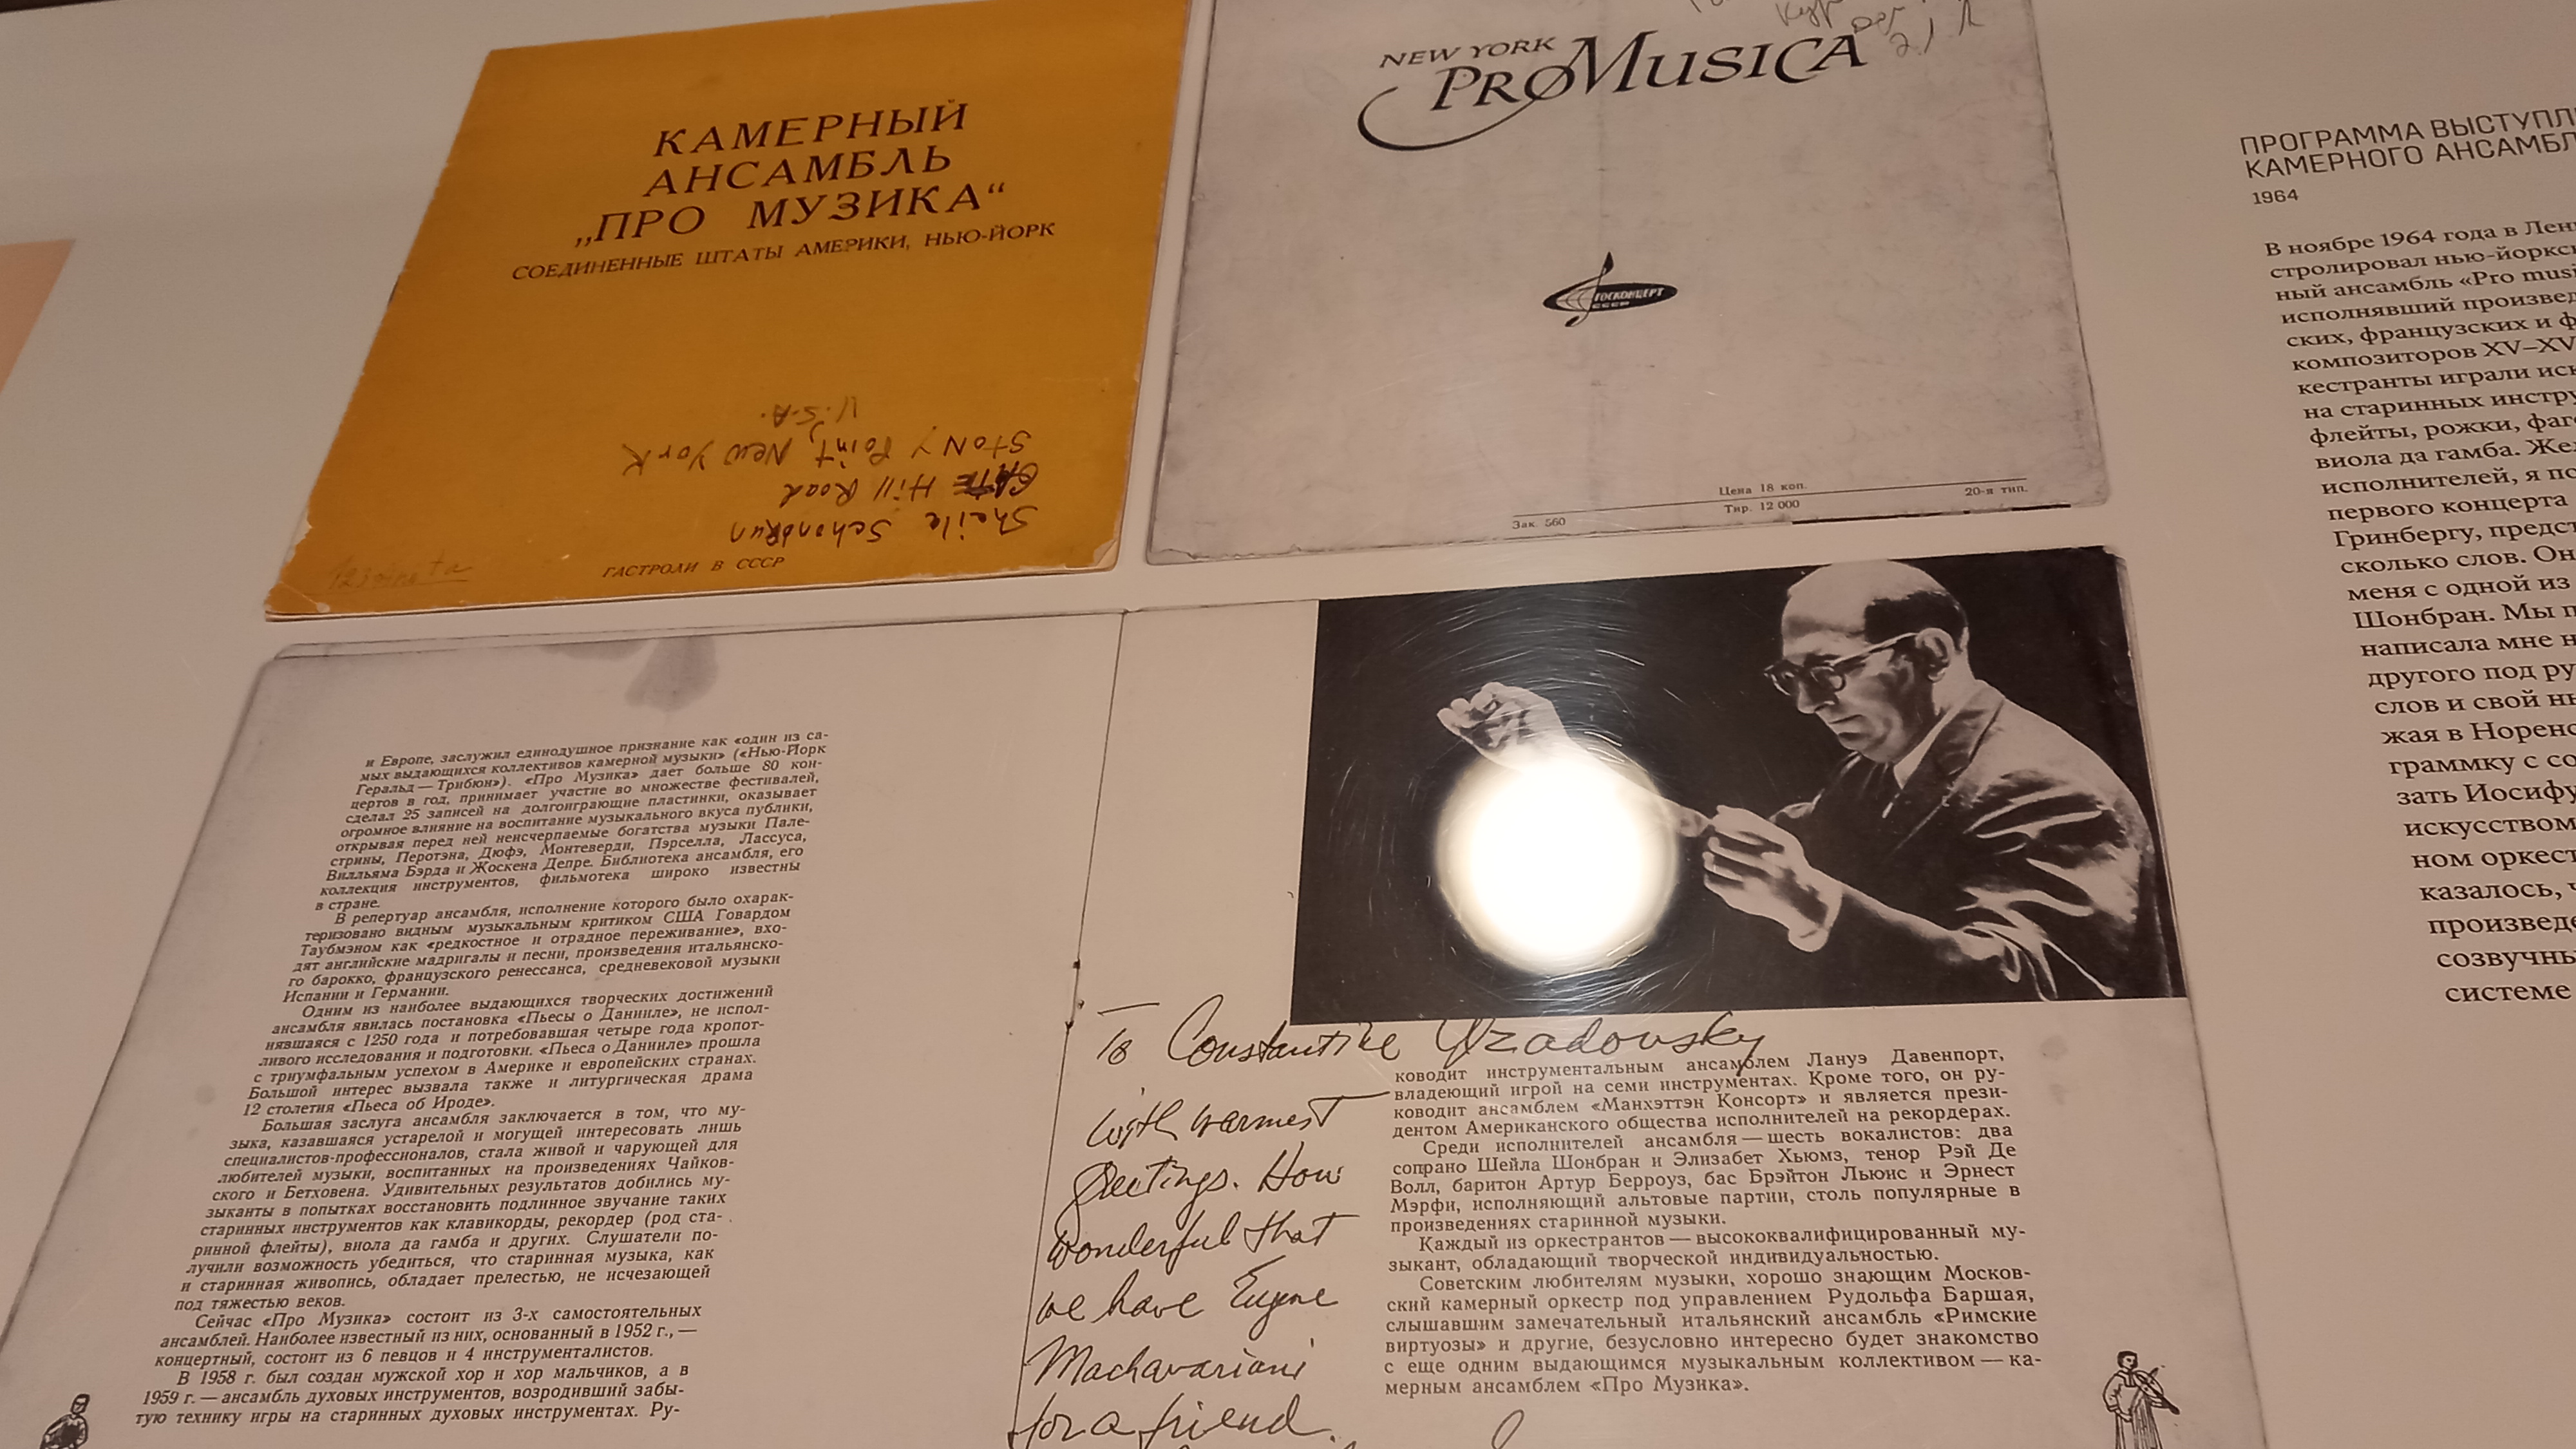 КАМЕРНЫЙ
АНСАМБЛЬ
„ПРО МУЗИКА“
СОЕДИНЕННЫЕ ШТАТЫ АМЕРИКИ, НЬЮ-ЙОРК
Sheila Schonbrun
GATE Hill Road
StoNy Point, New York
U.S.A.
ГАСТРОЛИ В СССР
NEW YORK
PRO MUSICA
ГОСКОНЦЕРТ
СССР
Цена 18 коп.
Зак. 560 Тир. 12 000 20-я тип.
ПРОГРАММА ВЫСТУПЛ
КАМЕРНОГО АНСАМБЛ
1964
В ноябре 1964 года в Лен
стролировал нью-йоркс
ный ансамбль «Pro musi
исполнявший произвед
ских, французских и ф
композиторов XV–XV
кестранты играли иск
на старинных инстру
флейты, рожки, фаг
виола да гамба. Жел
исполнителей, я по
первого концерта
Гринбергу, предст
сколько слов. Он
меня с одной из
Шонбран. Мы п
написала мне н
другого под ру
слов и свой нь
жая в Норенс
граммку с со
зать Иосифу
искусством
ном оркест
казалось, ч
произведе
созвучны
системе
и Европе, заслужил единодушное признание как «один из са-
мых выдающихся коллективов камерной музыки» («Нью-Йорк
Геральд — Трибюн»). «Про Музика» дает больше 80 кон-
цертов в год, принимает участие во множестве фестивалей,
сделал 25 записей на долгоиграющие пластинки, оказывает
огромное влияние на воспитание музыкального вкуса публики,
открывая перед ней неисчерпаемые богатства музыки Пале-
стрины, Перотэна, Дюфэ, Монтеверди, Пэрселла, Лассуса,
Вилльяма Бэрда и Жоскена Депре. Библиотека ансамбля, его
коллекция инструментов, фильмотека широко известны
в стране.
В репертуар ансамбля, исполнение которого было охарак-
теризовано видным музыкальным критиком США Говардом
Таубмэном как «редкостное и отрадное переживание», вхо-
дят английские мадригалы и песни, произведения итальянско-
го барокко, французского ренессанса, средневековой музыки
Испании и Германии.
Одним из наиболее выдающихся творческих достижений
ансамбля явилась постановка «Пьесы о Данииле», не испол-
нявшаяся с 1250 года и потребовавшая четыре года кропот-
ливого исследования и подготовки. «Пьеса о Данииле» прошла
с триумфальным успехом в Америке и европейских странах.
Большой интерес вызвала также и литургическая драма
12 столетия «Пьеса об Ироде».
Большая заслуга ансамбля заключается в том, что му-
зыка, казавшаяся устарелой и могущей интересовать лишь
специалистов-профессионалов, стала живой и чарующей для
любителей музыки, воспитанных на произведениях Чайков-
ского и Бетховена. Удивительных результатов добились му-
зыканты в попытках восстановить подлинное звучание таких
старинных инструментов как клавикорды, рекордер (род ста-
ринной флейты), виола да гамба и других. Слушатели по-
лучили возможность убедиться, что старинная музыка, как
и старинная живопись, обладает прелестью, не исчезающей
под тяжестью веков.
Сейчас «Про Музика» состоит из 3-х самостоятельных
ансамблей. Наиболее известный из них, основанный в 1952 г., —
концертный, состоит из 6 певцов и 4 инструменталистов.
В 1958 г. был создан мужской хор и хор мальчиков, а в
1959 г. — ансамбль духовых инструментов, возродивший забы-
тую технику игры на старинных духовых инструментах. Ру-
To Constantine Azadovsky
with warmest
greetings. How
wonderful that
we have Eugene
Machavariani
for a friend.
ководит инструментальным ансамблем Лануэ Давенпорт,
владеющий игрой на семи инструментах. Кроме того, он ру-
ководит ансамблем «Манхэттэн Консорт» и является прези-
дентом Американского общества исполнителей на рекордерах.
Среди исполнителей ансамбля — шесть вокалистов: два
сопрано Шейла Шонбран и Элизабет Хьюмз, тенор Рэй Де
Волл, баритон Артур Берроуз, бас Брэйтон Льюис и Эрнест
Мэрфи, исполняющий альтовые партии, столь популярные в
произведениях старинной музыки.
Каждый из оркестрантов — высококвалифицированный му-
зыкант, обладающий творческой индивидуальностью.
Советским любителям музыки, хорошо знающим Москов-
ский камерный оркестр под управлением Рудольфа Баршая,
слышавшим замечательный итальянский ансамбль «Римские
виртуозы» и другие, безусловно интересно будет знакомство
с еще одним выдающимся музыкальным коллективом — ка-
мерным ансамблем «Про Музика».